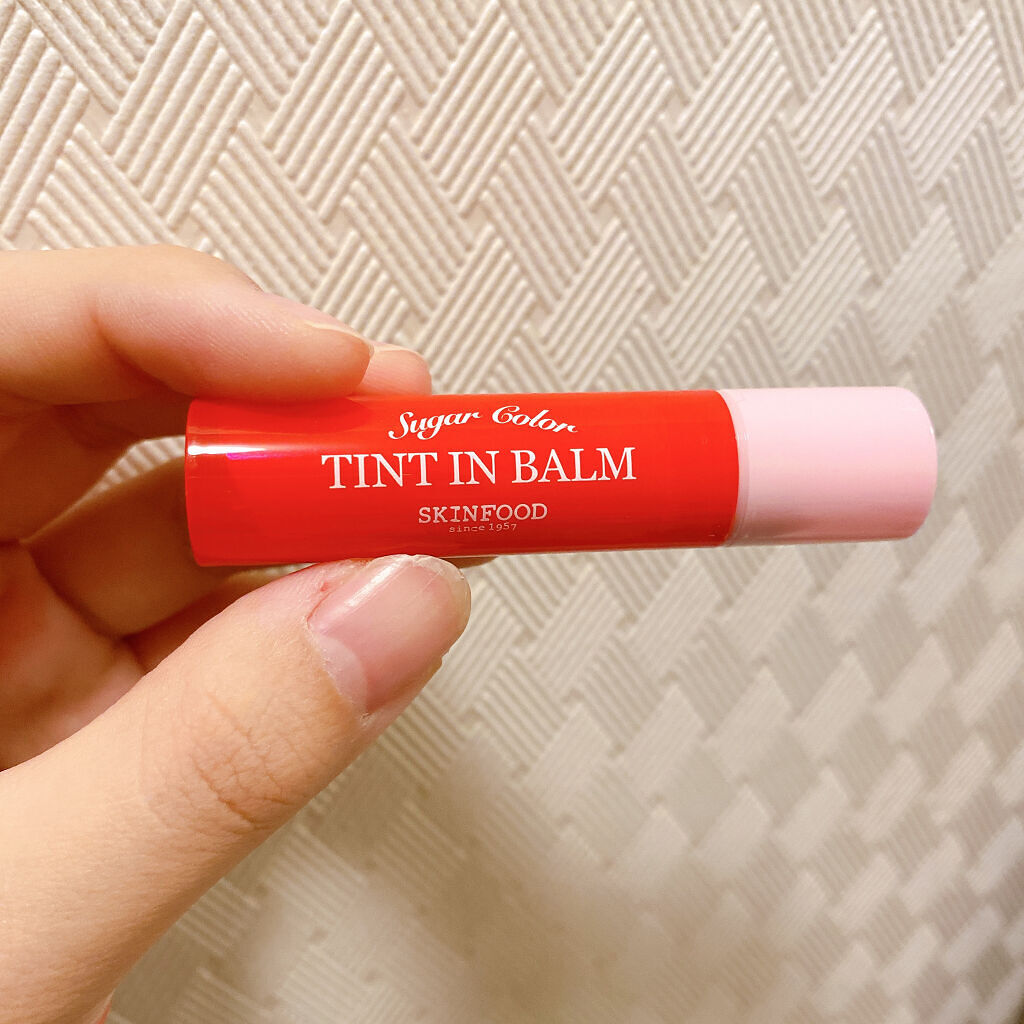 Sugar Color
TINT IN BALM
SKINFOOD
since 1957